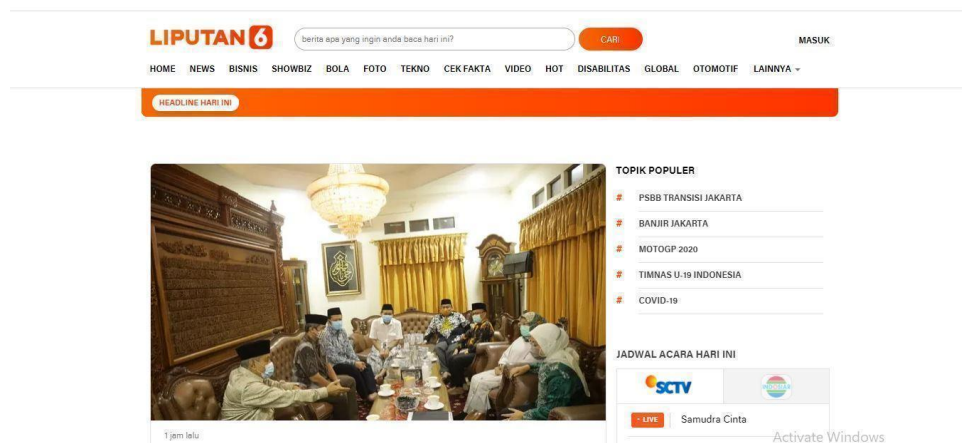 LIPUTAN 6
berita apa yang ingin anda baca hari ini?
CARI
MASUK
HOME NEWS BISNIS SHOWBIZ BOLA FOTO TEKNO CEK FAKTA VIDEO HOT DISABILITAS GLOBAL OTOMOTIF LAINNYA
HEADLINE HARI INI
TOPIK POPULER
# PSBB TRANSISI JAKARTA
# BANJIR JAKARTA
# MOTOGP 2020
# TIMNAS U-19 INDONESIA
# COVID-19
JADWAL ACARA HARI INI
SCTV
LIVE Samudra Cinta
1 jam lalu
Activate Windows